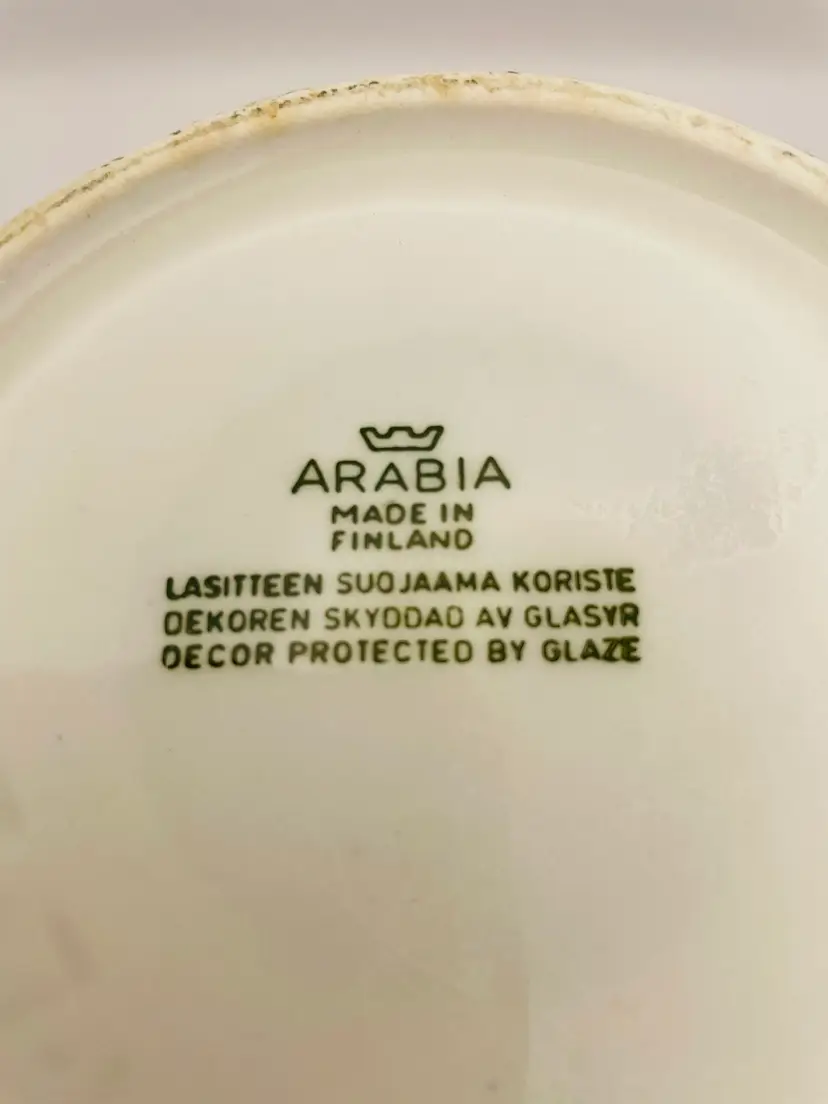 ARABIA
MADE IN
FINLAND
LASITTEEN SUOJAAMA KORISTE
DEKOREN SKYDDAD AV GLASYR
DECOR PROTECTED BY GLAZE